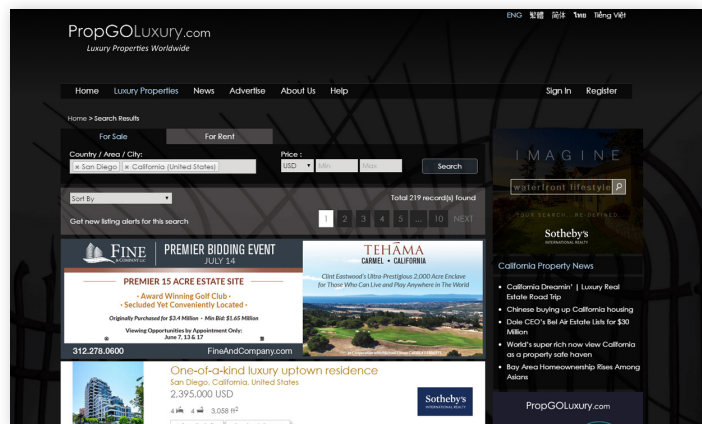 ENG 繁體 简体 ไทย Tiếng Việt
PropGOLuxury.com
Luxury Properties Worldwide
Home Luxury Properties News Advertise About Us Help Sign In Register
Home > Search Results
For Sale For Rent
Country / Area / City: Price :
× San Diego × California (United States) USD Min Max Search
Sort By Total 219 record(s) found
Get new listing alerts for this search 1 2 3 4 5 ... 10 NEXT
FINE & COMPANY LLC
PREMIER BIDDING EVENT
JULY 14
PREMIER 15 ACRE ESTATE SITE
· Award Winning Golf Club ·
· Secluded Yet Conveniently Located ·
Originally Purchased for $3.4 Million · Min Bid: $1.65 Million
Viewing Opportunities by Appointment Only:
June 7, 13 & 17
312.278.0600 FineAndCompany.com
TEHÁMA
CARMEL • CALIFORNIA
Clint Eastwood's Ultra-Prestigious 2,000 Acre Enclave
for Those Who Can Live and Play Anywhere in The World
One-of-a-kind luxury uptown residence
San Diego, California, United States
2,395,000 USD
4 4 3,058 ft²
Sotheby's
INTERNATIONAL REALTY
IMAGINE
waterfront lifestyle
YOUR SEARCH RE-DEFINED
Sotheby's
INTERNATIONAL REALTY
California Property News
• California Dreamin' | Luxury Real
Estate Road Trip
• Chinese buying up California housing
• Dole CEO's Bel Air Estate Lists for $30
Million
• World's super rich now view California
as a property safe haven
• Bay Area Homeownership Rises Among
Asians
PropGOLuxury.com